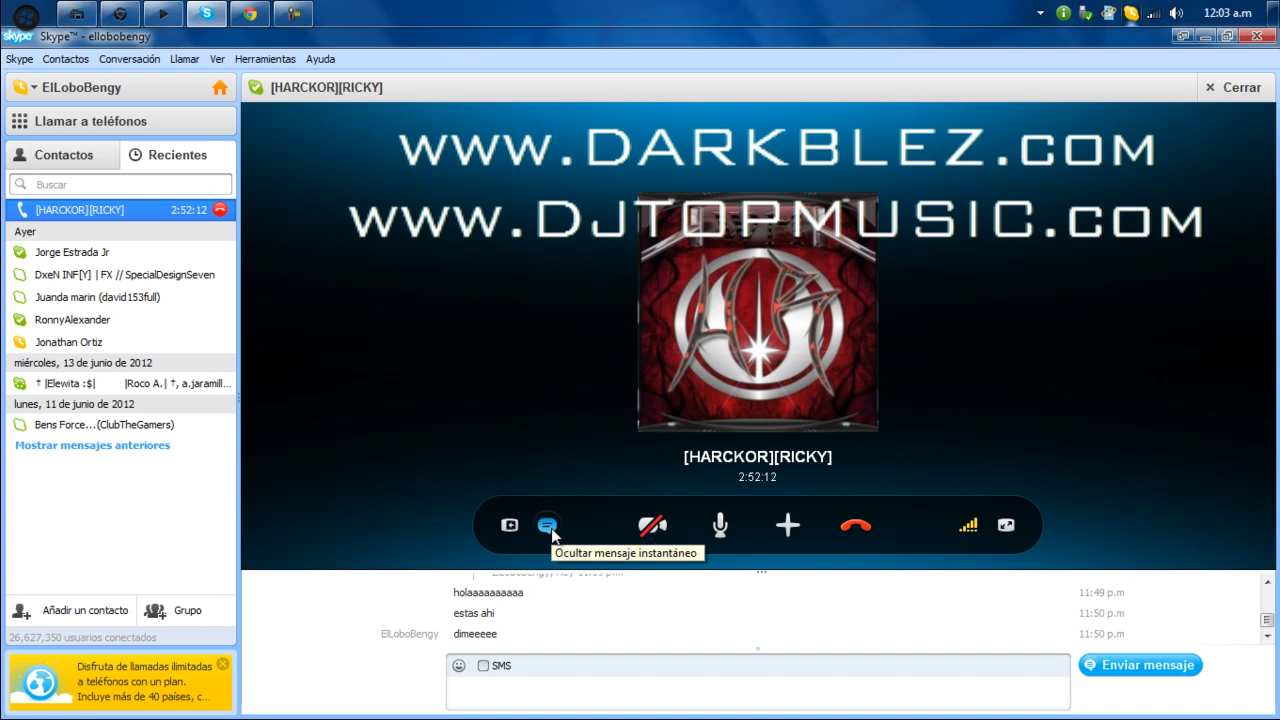 12:03 a.m
skype Skype™ - ellobobengy
Skype Contactos Conversación Llamar Ver Herramientas Ayuda
ElLoboBengy
[HARCKOR][RICKY]
× Cerrar
Llamar a teléfonos
Contactos
Recientes
Buscar
[HARCKOR][RICKY] 2:52:12
Ayer
Jorge Estrada Jr
DxeN INF[Y] | FX // SpecialDesignSeven
Juanda marin (david153full)
RonnyAlexander
Jonathan Ortiz
miércoles, 13 de junio de 2012
† |Elewita :$| |Roco A.| †, a.jaramill...
lunes, 11 de junio de 2012
Bens Force...(ClubTheGamers)
Mostrar mensajes anteriores
Añadir un contacto
Grupo
26,627,350 usuarios conectados
Disfruta de llamadas ilimitadas
a teléfonos con un plan.
Incluye más de 40 países, c...
www.DARKBLEZ.com
www.DJTOPMUSIC.com
HR
[HARCKOR][RICKY]
2:52:12
Ocultar mensaje instantáneo
holaaaaaaaaaa 11:49 p.m
estas ahi 11:50 p.m
ElLoboBengy dimeeeee 11:50 p.m
SMS
Enviar mensaje